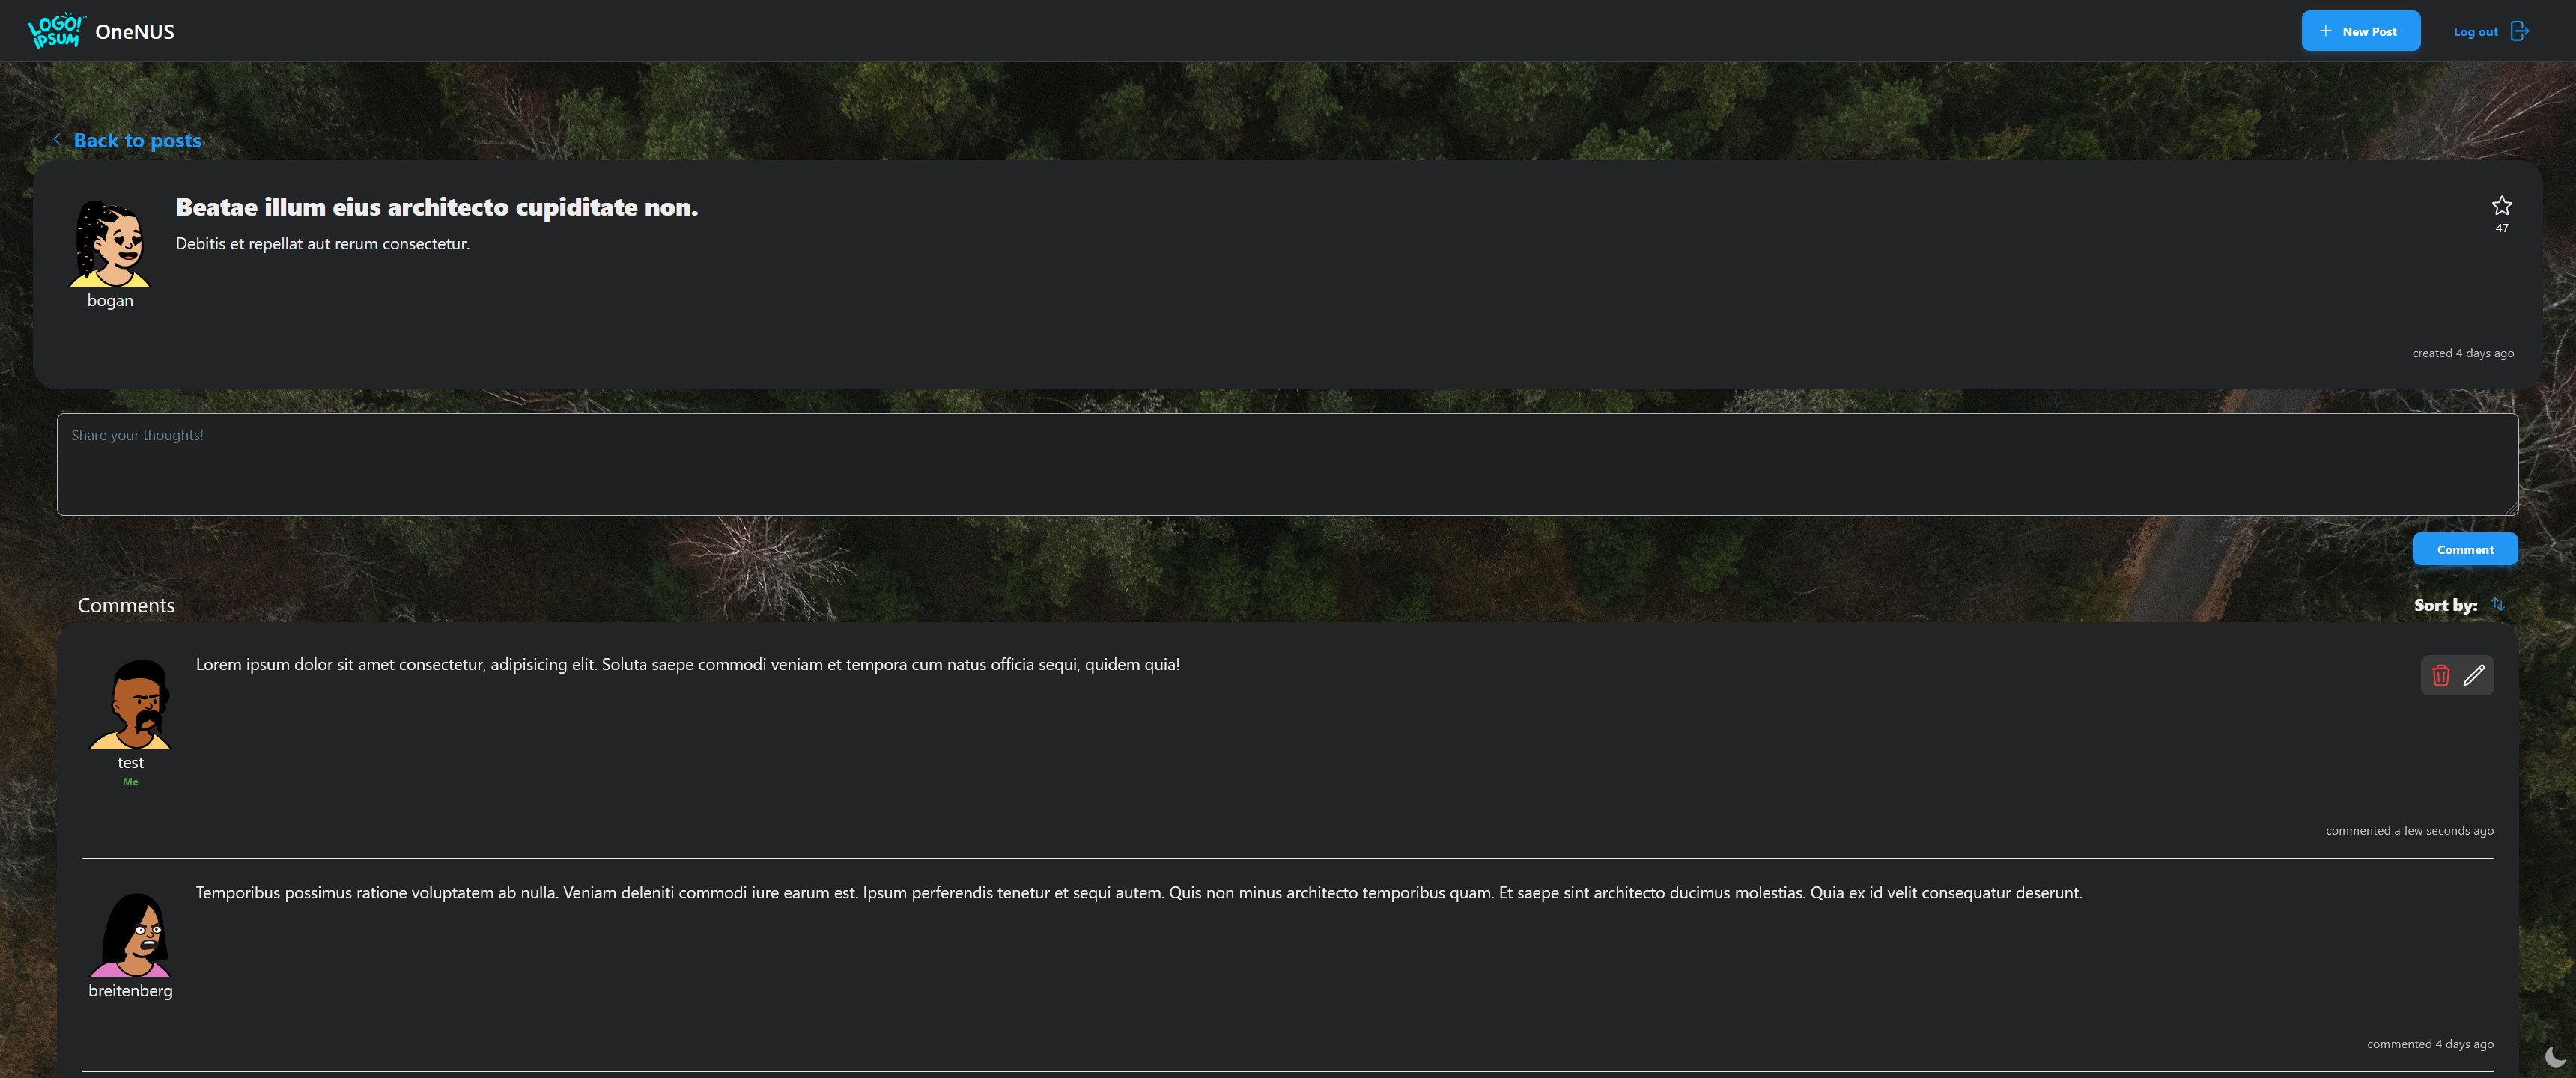 LOGO!
IPSUM
OneNUS
New Post
Log out
Back to posts
Beatae illum eius architecto cupiditate non.
Debitis et repellat aut rerum consectetur.
47
bogan
created 4 days ago
Share your thoughts!
Comment
Comments
Sort by:
Lorem ipsum dolor sit amet consectetur, adipisicing elit. Soluta saepe commodi veniam et tempora cum natus officia sequi, quidem quia!
test
Me
commented a few seconds ago
Temporibus possimus ratione voluptatem ab nulla. Veniam deleniti commodi iure earum est. Ipsum perferendis tenetur et sequi autem. Quis non minus architecto temporibus quam. Et saepe sint architecto ducimus molestias. Quia ex id velit consequatur deserunt.
breitenberg
commented 4 days ago